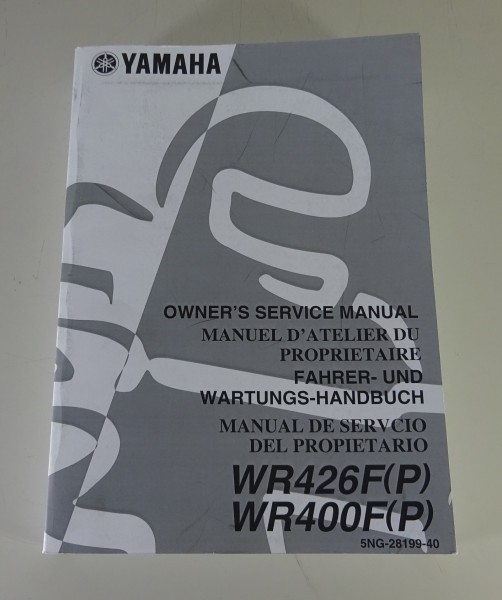 YAMAHA
OWNER'S SERVICE MANUAL
MANUEL D'ATELIER DU
PROPRIETAIRE
FAHRER- UND
WARTUNGS-HANDBUCH
MANUAL DE SERVCIO
DEL PROPIETARIO
WR426F(P)
WR400F(P)
5NG-28199-40